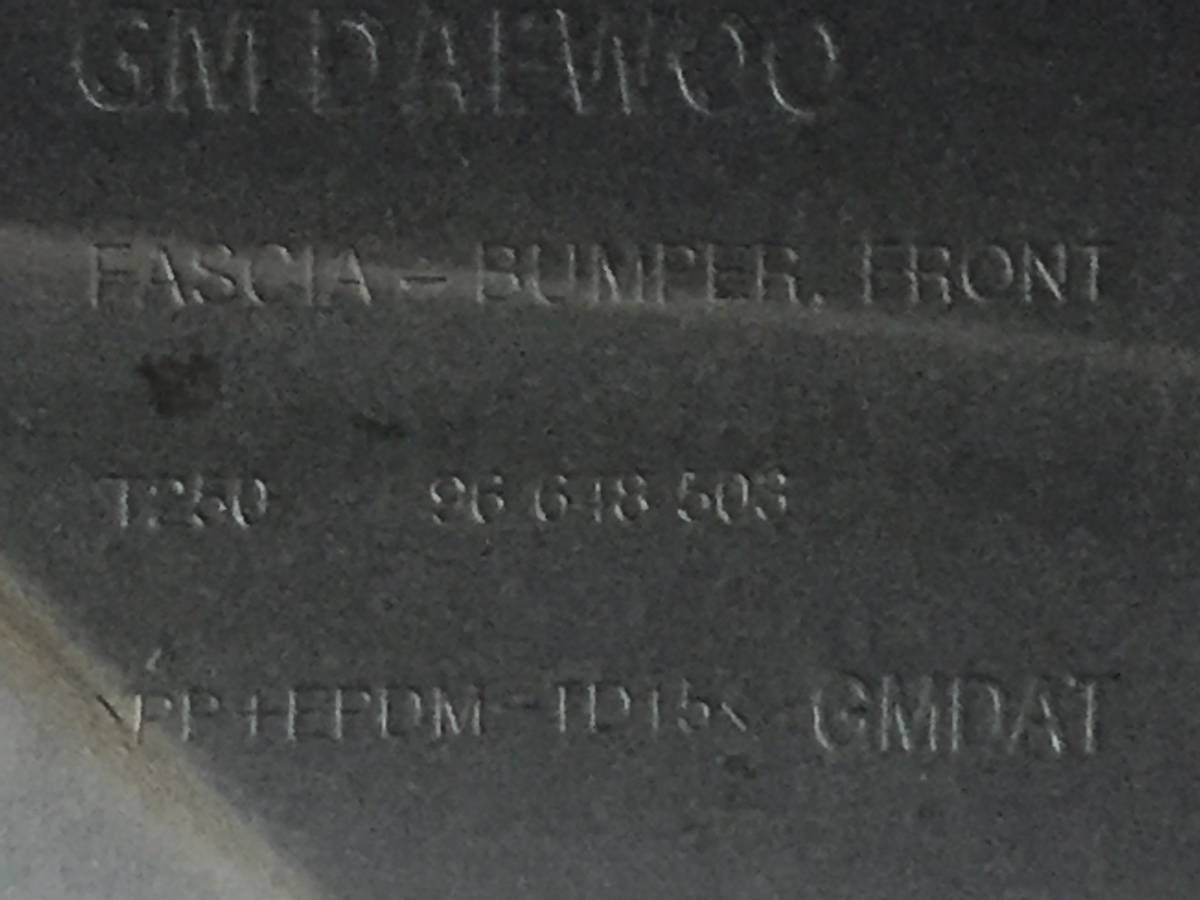 GM DAEWOO
FASCIA - BUMPER, FRONT
T250 96 648 503
>PP+EPDM-TD15< GMDAT